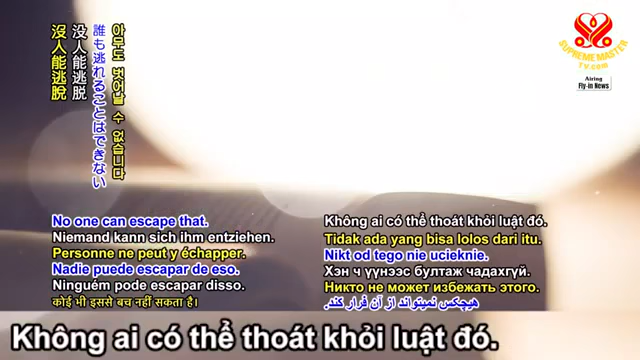 沒人能逃脫
没人能逃脱
誰も逃れることはできない
아무도 벗어날 수 없습니다
SUPREME MASTER
TV.com
Airing
Fly-in News
No one can escape that.
Niemand kann sich ihm entziehen.
Personne ne peut y échapper.
Nadie puede escapar de eso.
Ninguém pode escapar disso.
कोई भी इससे बच नहीं सकता है।
Không ai có thể thoát khỏi luật đó.
Tidak ada yang bisa lolos dari itu.
Nikt od tego nie ucieknie.
Хэн ч үүнээс бултаж чадахгүй.
Никто не может избежать этого.
هیچکس نمیتواند از آن فرار کند.
Không ai có thể thoát khỏi luật đó.